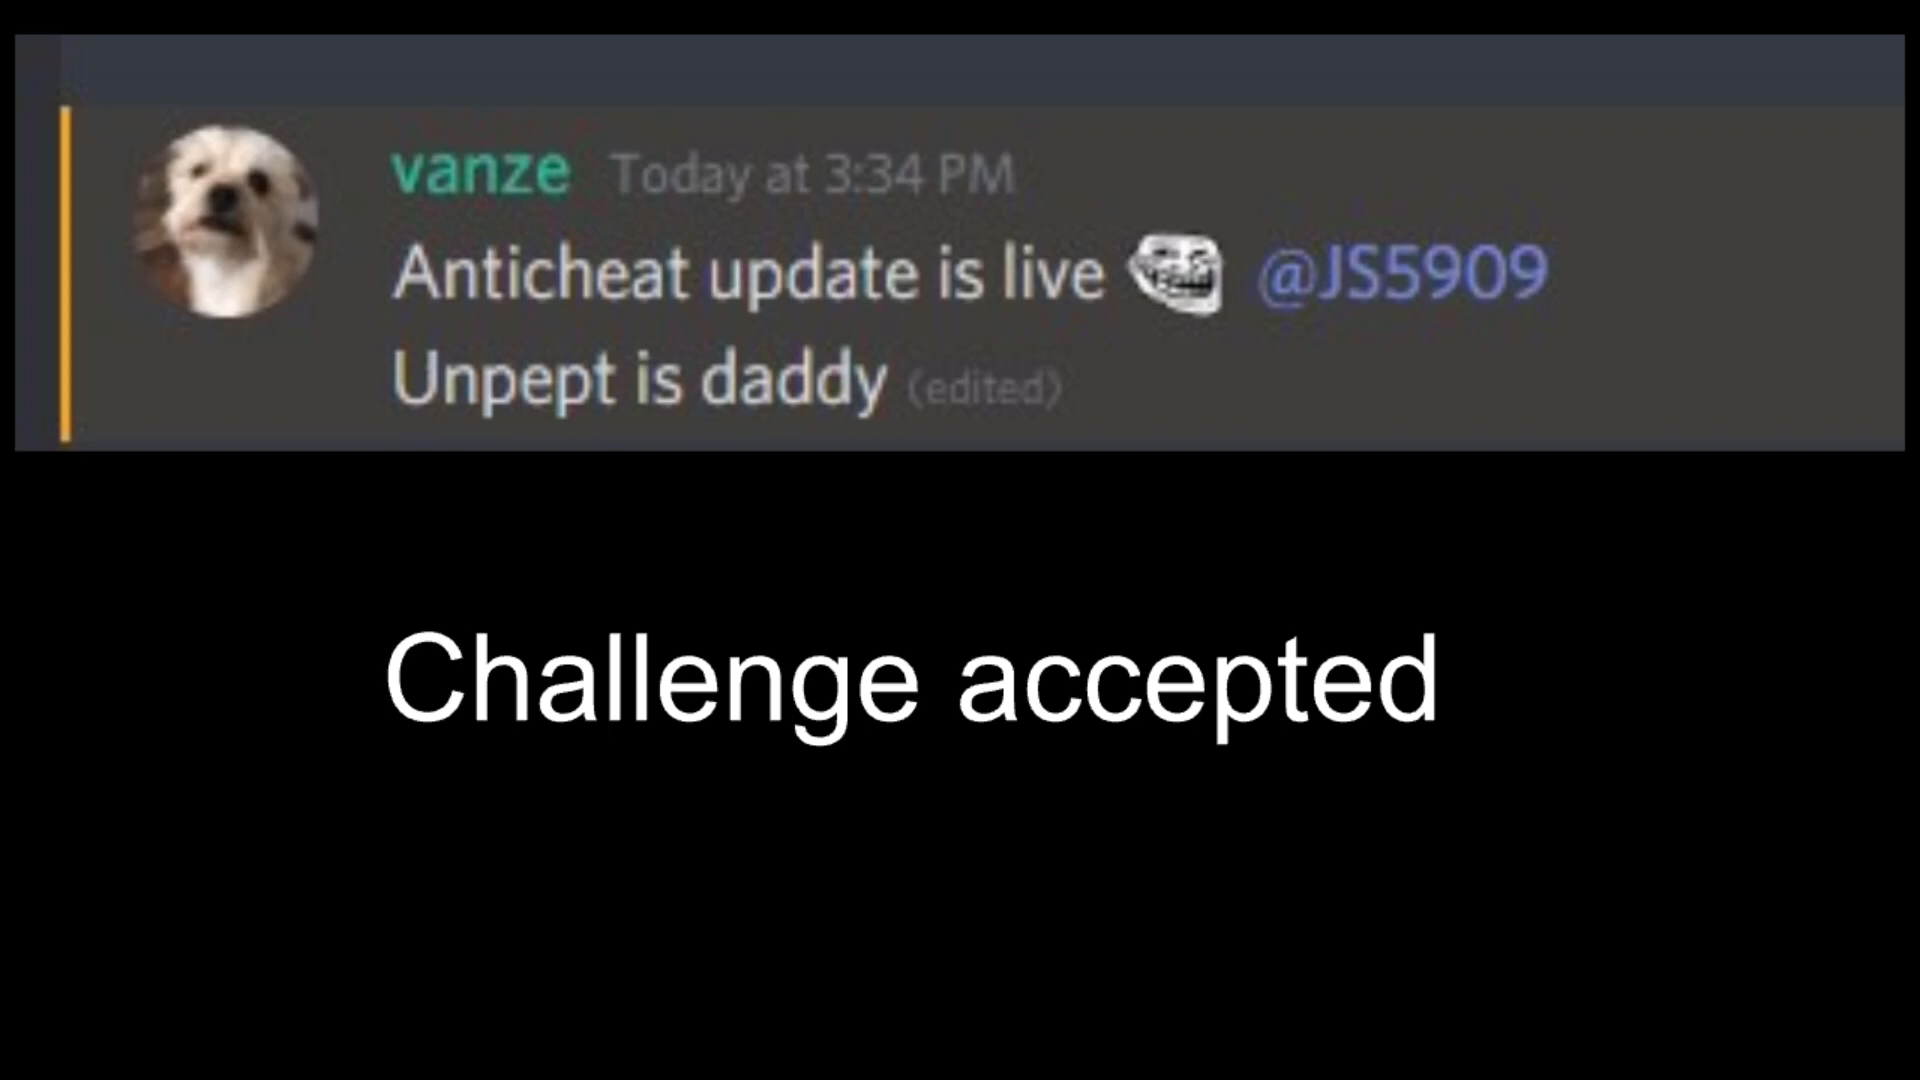 vanze Today at 3:34 PM
Anticheat update is live @JS5909
Unpept is daddy (edited)
Challenge accepted